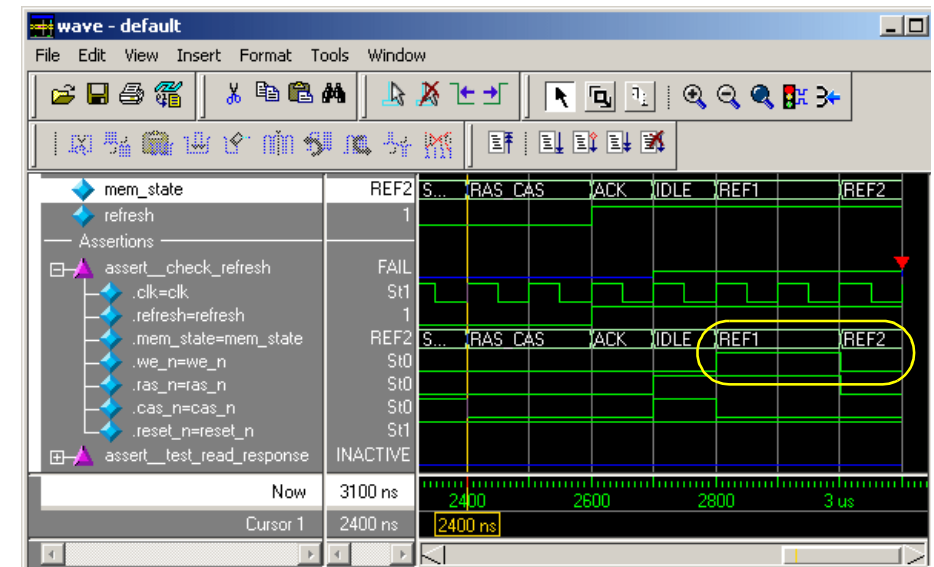 wave - default
File Edit View Insert Format Tools Window
mem_state REF2 S... RAS CAS ACK IDLE REF1 REF2
refresh 1
Assertions
assert__check_refresh FAIL
.clk=clk St1
.refresh=refresh 1
.mem_state=mem_state REF2 S... RAS CAS ACK IDLE REF1 REF2
.we_n=we_n St0
.ras_n=ras_n St0
.cas_n=cas_n St0
.reset_n=reset_n St1
assert__test_read_response INACTIVE
Now 3100 ns 2400 2600 2800 3 us
Cursor 1 2400 ns 2400 ns